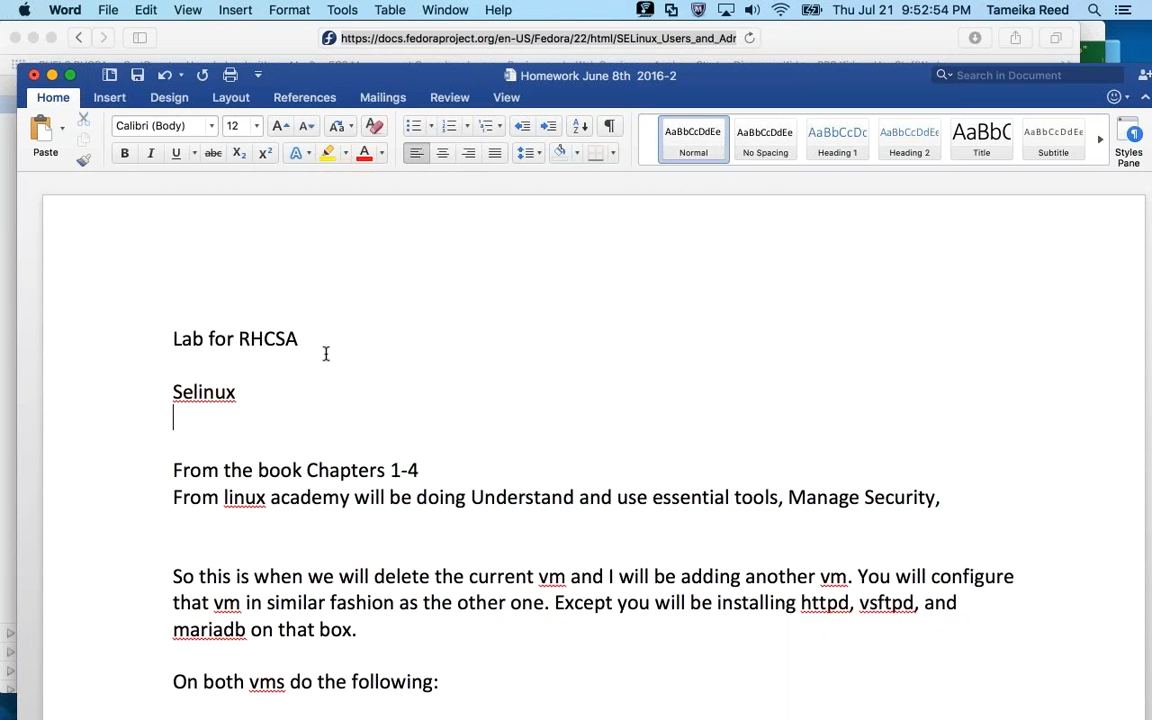 Word File Edit View Insert Format Tools Table Window Help Thu Jul 21 9:52:54 PM Tameika Reed
https://docs.fedoraproject.org/en-US/Fedora/22/html/SELinux_Users_and_Adr
Homework June 8th 2016-2
Search in Document
Home Insert Design Layout References Mailings Review View
Paste
Calibri (Body) 12
AaBbCcDdEe AaBbCcDdEe AaBbCcDc AaBbCcDdEe AaBbC AaBbCcDdEe
Normal No Spacing Heading 1 Heading 2 Title Subtitle
Styles
Pane
Lab for RHCSA
Selinux
From the book Chapters 1-4
From linux academy will be doing Understand and use essential tools, Manage Security,
So this is when we will delete the current vm and I will be adding another vm. You will configure
that vm in similar fashion as the other one. Except you will be installing httpd, vsftpd, and
mariadb on that box.
On both vms do the following: